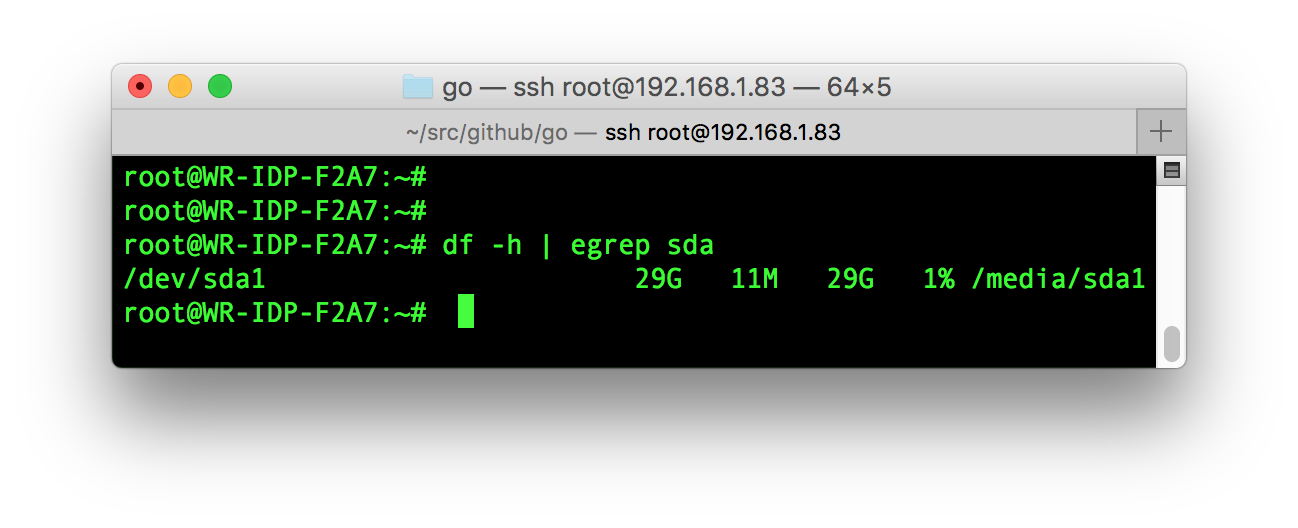 go — ssh root@192.168.1.83 — 64×5
~/src/github/go — ssh root@192.168.1.83
root@WR-IDP-F2A7:~#
root@WR-IDP-F2A7:~#
root@WR-IDP-F2A7:~# df -h | egrep sda
/dev/sda1                       29G   11M   29G   1% /media/sda1
root@WR-IDP-F2A7:~#